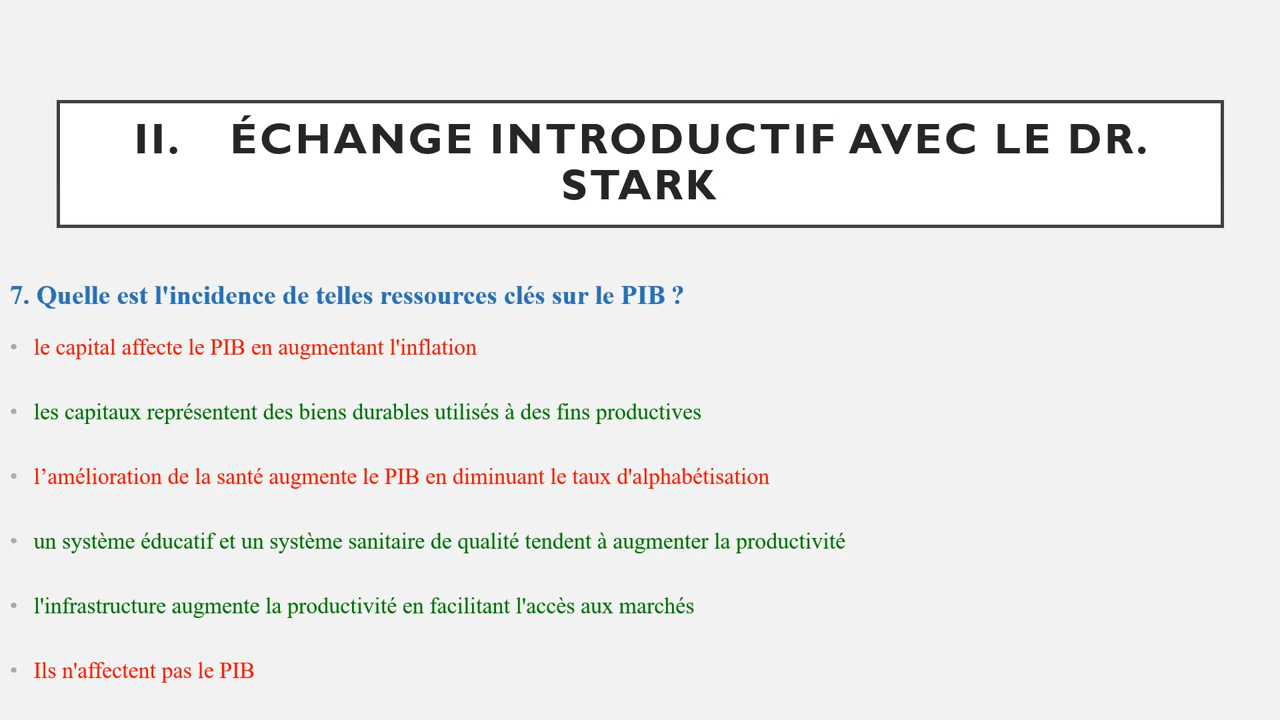 II. ÉCHANGE INTRODUCTIF AVEC LE DR.
STARK
7. Quelle est l'incidence de telles ressources clés sur le PIB ?
• le capital affecte le PIB en augmentant l'inflation
• les capitaux représentent des biens durables utilisés à des fins productives
• l’amélioration de la santé augmente le PIB en diminuant le taux d'alphabétisation
• un système éducatif et un système sanitaire de qualité tendent à augmenter la productivité
• l'infrastructure augmente la productivité en facilitant l'accès aux marchés
• Ils n'affectent pas le PIB